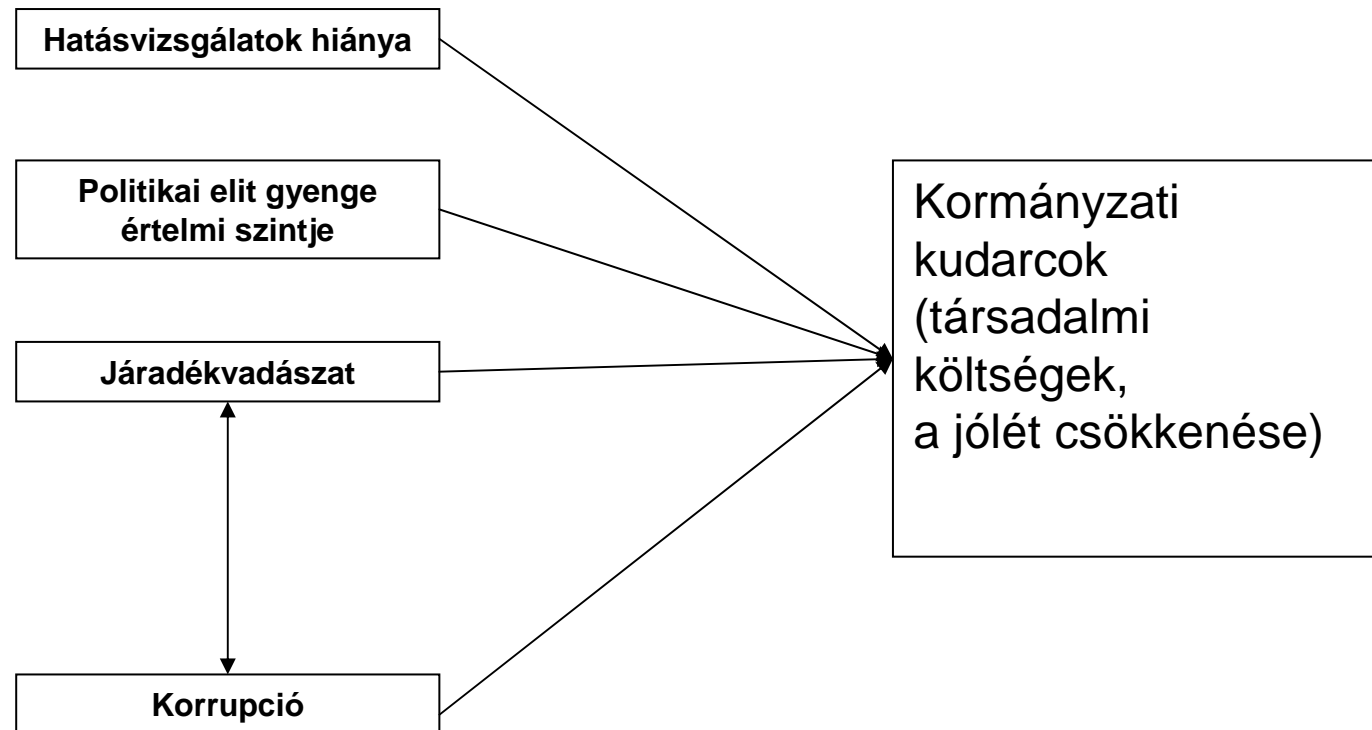 Hatásvizsgálatok hiánya
Politikai elit gyenge
értelmi szintje
Járadékvadászat
Korrupció
Kormányzati
kudarcok
(társadalmi
költségek,
a jólét csökkenése)